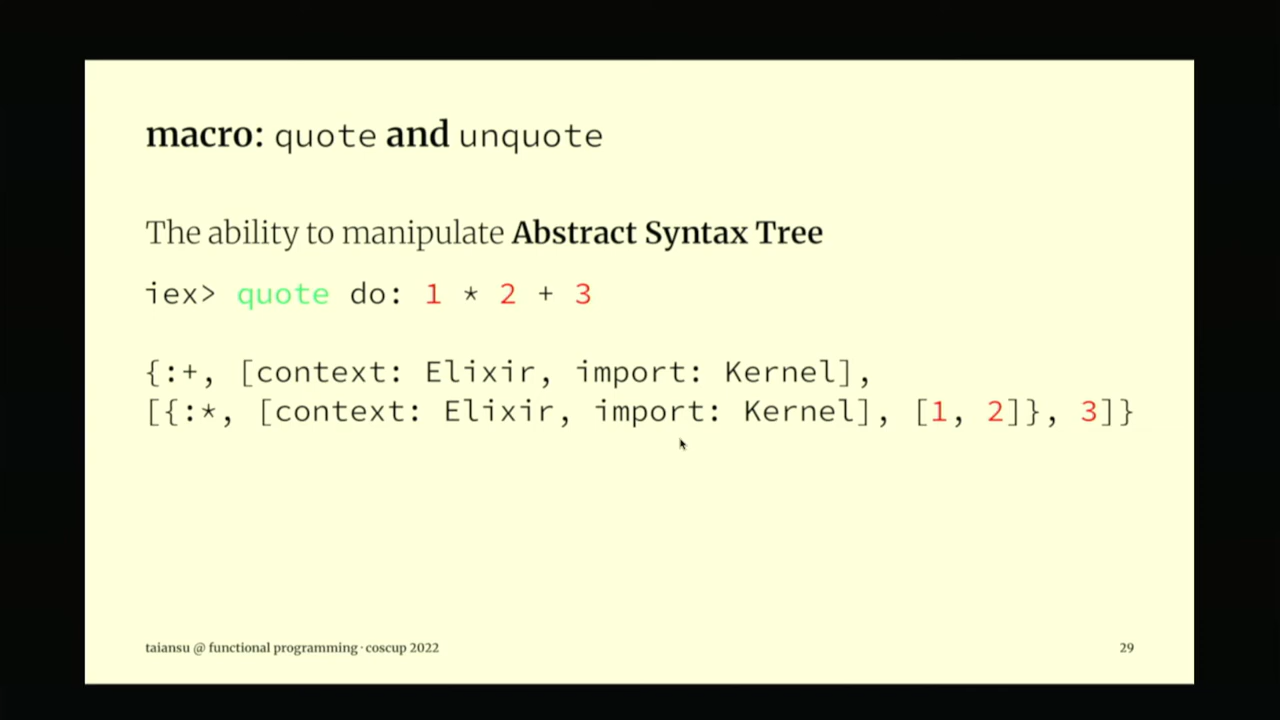 macro: quote and unquote
The ability to manipulate Abstract Syntax Tree
iex> quote do: 1 * 2 + 3
{:+, [context: Elixir, import: Kernel],
[{:*, [context: Elixir, import: Kernel], [1, 2]}, 3]}
taiansu @ functional programming · coscup 2022
29